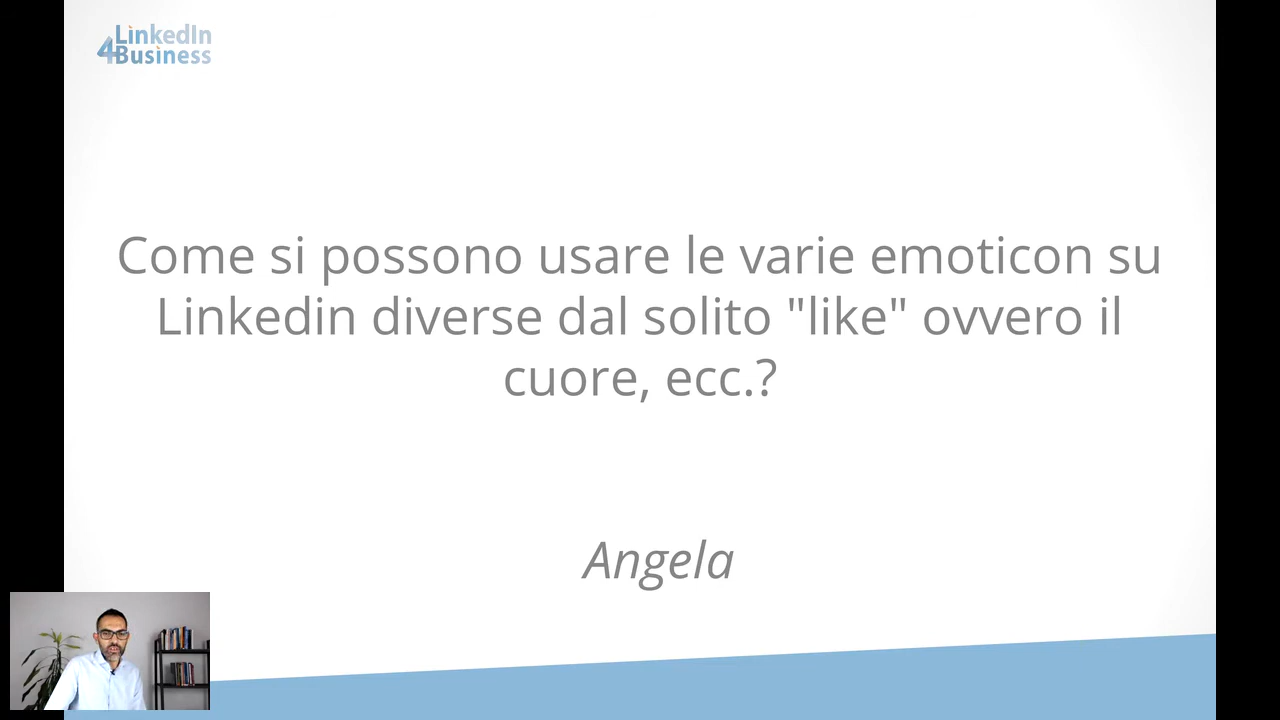 LinkedIn
4Business
Come si possono usare le varie emoticon su
Linkedin diverse dal solito "like" ovvero il
cuore, ecc.?
Angela